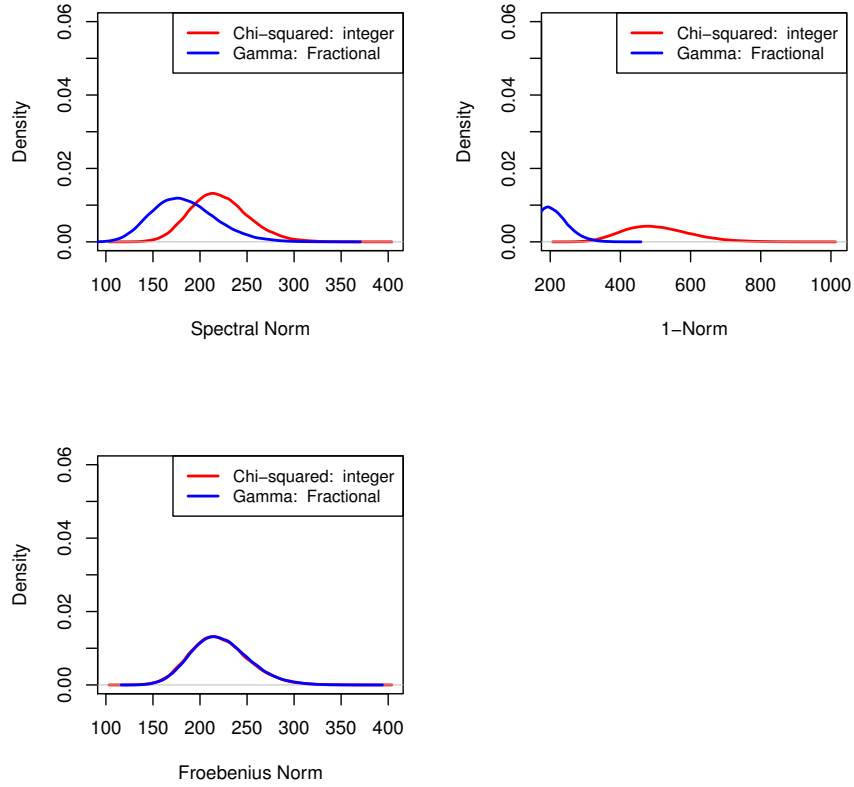 Chi−squared: integer
Gamma: Fractional
Density
0.00 0.02 0.04 0.06
100 150 200 250 300 350 400
Spectral Norm
Chi−squared: integer
Gamma: Fractional
Density
0.00 0.02 0.04 0.06
200 400 600 800 1000
1−Norm
Chi−squared: integer
Gamma: Fractional
Density
0.00 0.02 0.04 0.06
100 150 200 250 300 350 400
Froebenius Norm